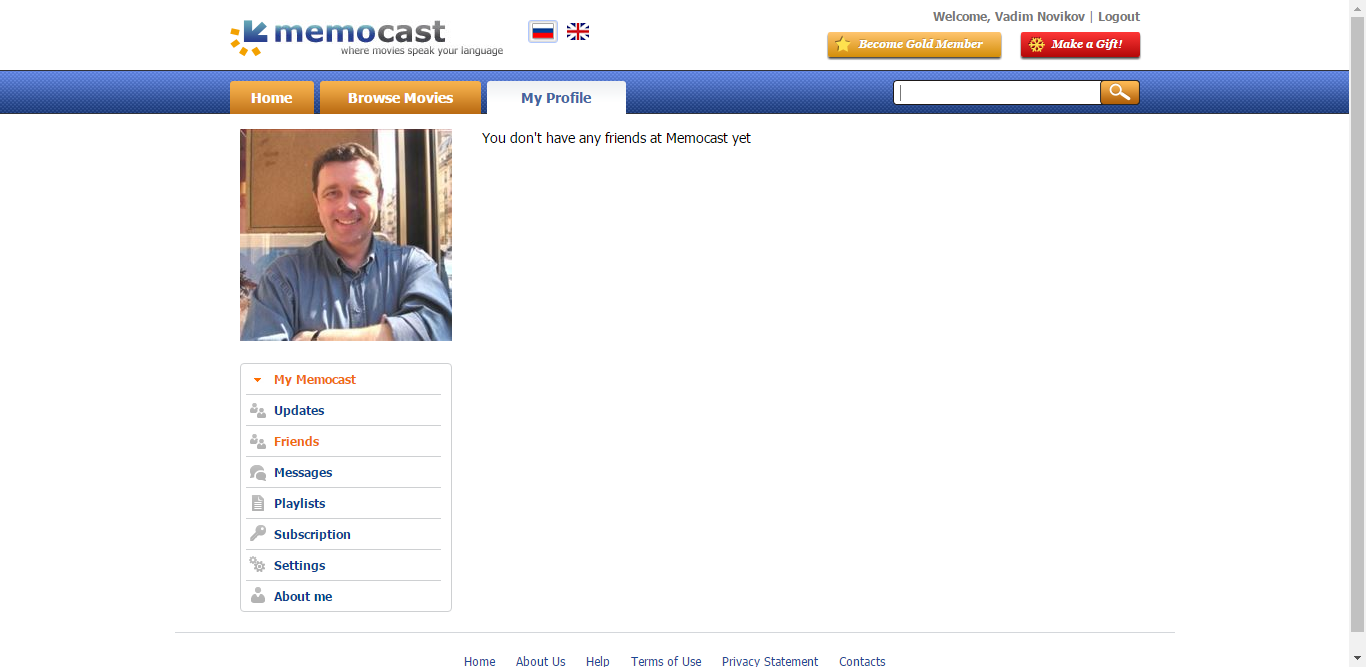 memocast
where movies speak your language
Welcome, Vadim Novikov | Logout
Become Gold Member
Make a Gift!
Home
Browse Movies
My Profile
You don't have any friends at Memocast yet
My Memocast
Updates
Friends
Messages
Playlists
Subscription
Settings
About me
Home About Us Help Terms of Use Privacy Statement Contacts